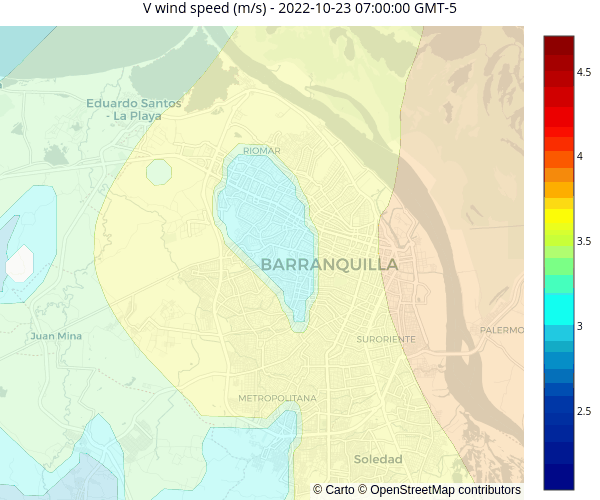 V wind speed (m/s) - 2022-10-23 07:00:00 GMT-5
Eduardo Santos
- La Playa
RIOMAR
BARRANQUILLA
Juan Mina
SURORIENTE
PALERMO
METROPOLITANA
Soledad
© Carto © OpenStreetMap contributors
4.5
4
3.5
3
2.5